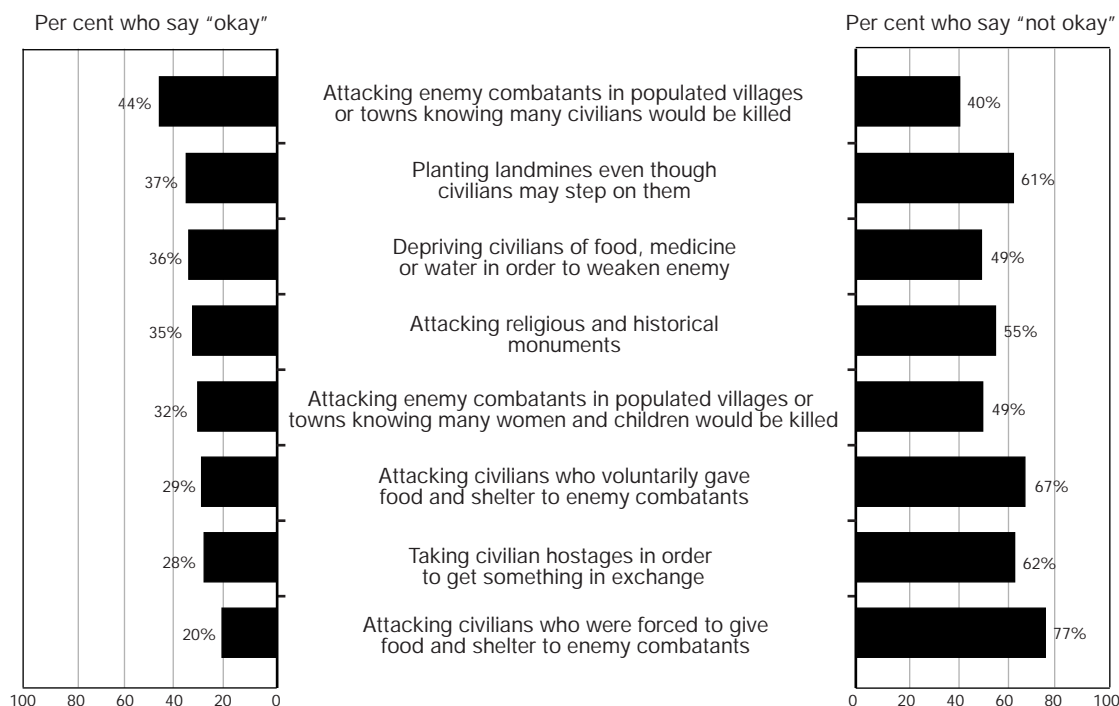 Per cent who say “okay”
Per cent who say “not okay”
44%
Attacking enemy combatants in populated villages
or towns knowing many civilians would be killed
40%
37%
Planting landmines even though
civilians may step on them
61%
36%
Depriving civilians of food, medicine
or water in order to weaken enemy
49%
35%
Attacking religious and historical
monuments
55%
32%
Attacking enemy combatants in populated villages or
towns knowing many women and children would be killed
49%
29%
Attacking civilians who voluntarily gave
food and shelter to enemy combatants
67%
28%
Taking civilian hostages in order
to get something in exchange
62%
20%
Attacking civilians who were forced to give
food and shelter to enemy combatants
77%
100 80 60 40 20 0
0 20 40 60 80 100